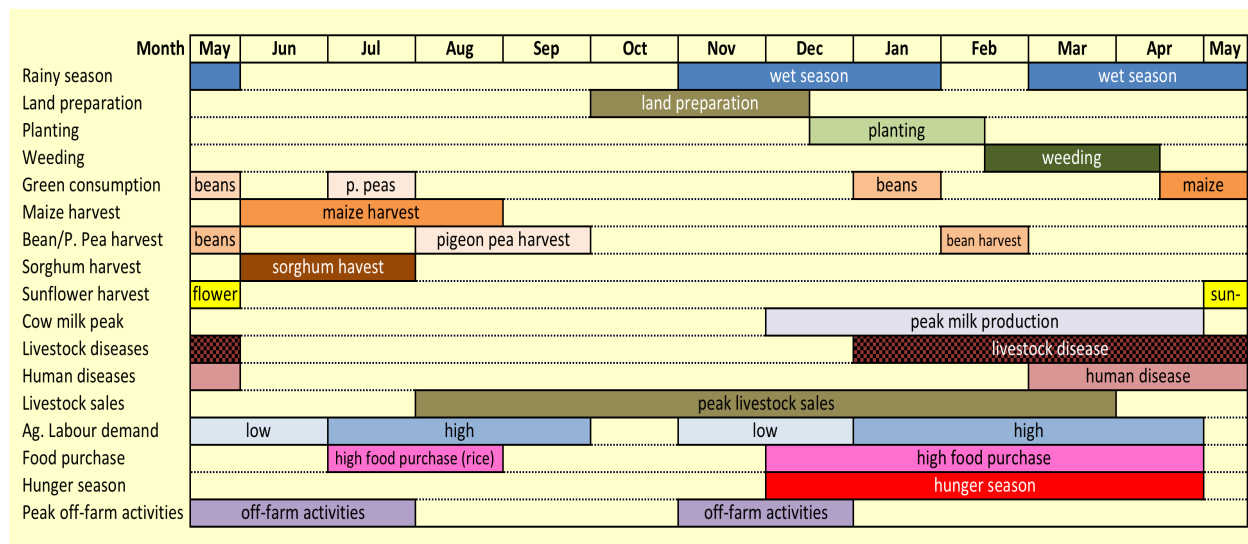 Month May Jun Jul Aug Sep Oct Nov Dec Jan Feb Mar Apr May
Rainy season wet season wet season
Land preparation land preparation
Planting planting
Weeding weeding
Green consumption beans p. peas beans maize
Maize harvest maize harvest
Bean/P. Pea harvest beans pigeon pea harvest bean harvest
Sorghum harvest sorghum havest
Sunflower harvest flower sun-
Cow milk peak peak milk production
Livestock diseases livestock disease
Human diseases human disease
Livestock sales peak livestock sales
Ag. Labour demand low high low high
Food purchase high food purchase (rice) high food purchase
Hunger season hunger season
Peak off-farm activities off-farm activities off-farm activities